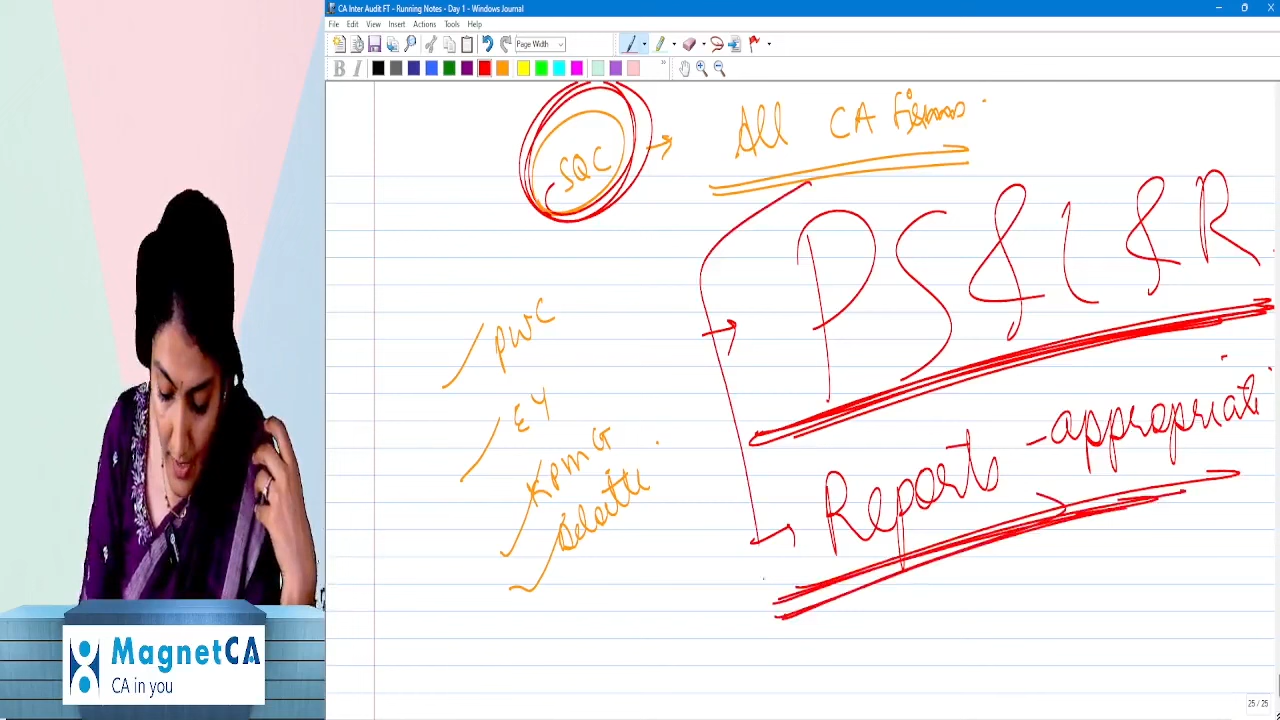 CA Inter Audit FT - Running Notes - Day 1 - Windows Journal
File Edit View Insert Actions Tools Help
Page Width
B I
SQC → All CA firms
PS & L & R
Reports - appropriate
PWC
EY
KPMG
Deloitte
MagnetCA
CA in you
25 / 25